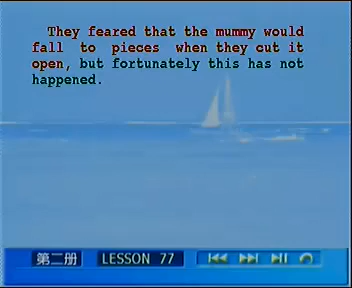 They feared that the mummy would
fall to pieces when they cut it
open, but fortunately this has not
happened.
第二册 LESSON 77